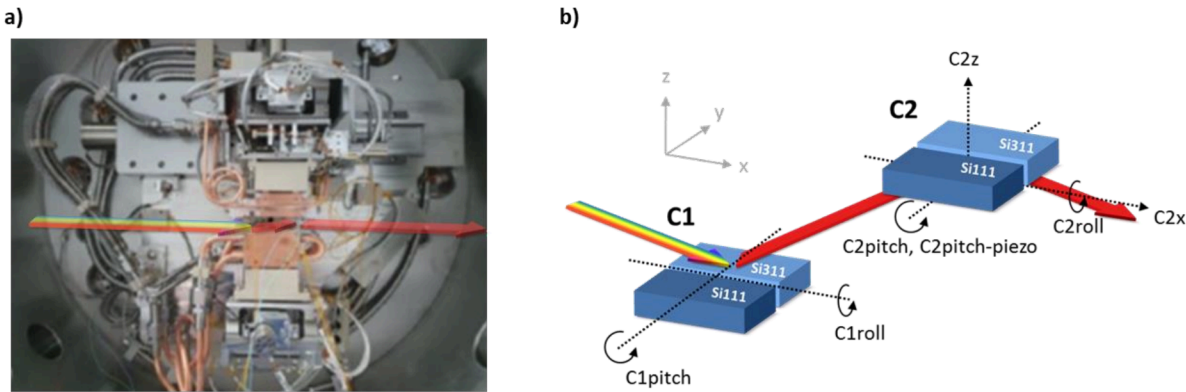 a)
b)
z
y
x
C1
Si311
Si111
C1pitch
C1roll
C2z
C2
Si311
Si111
C2x
C2roll
C2pitch, C2pitch-piezo